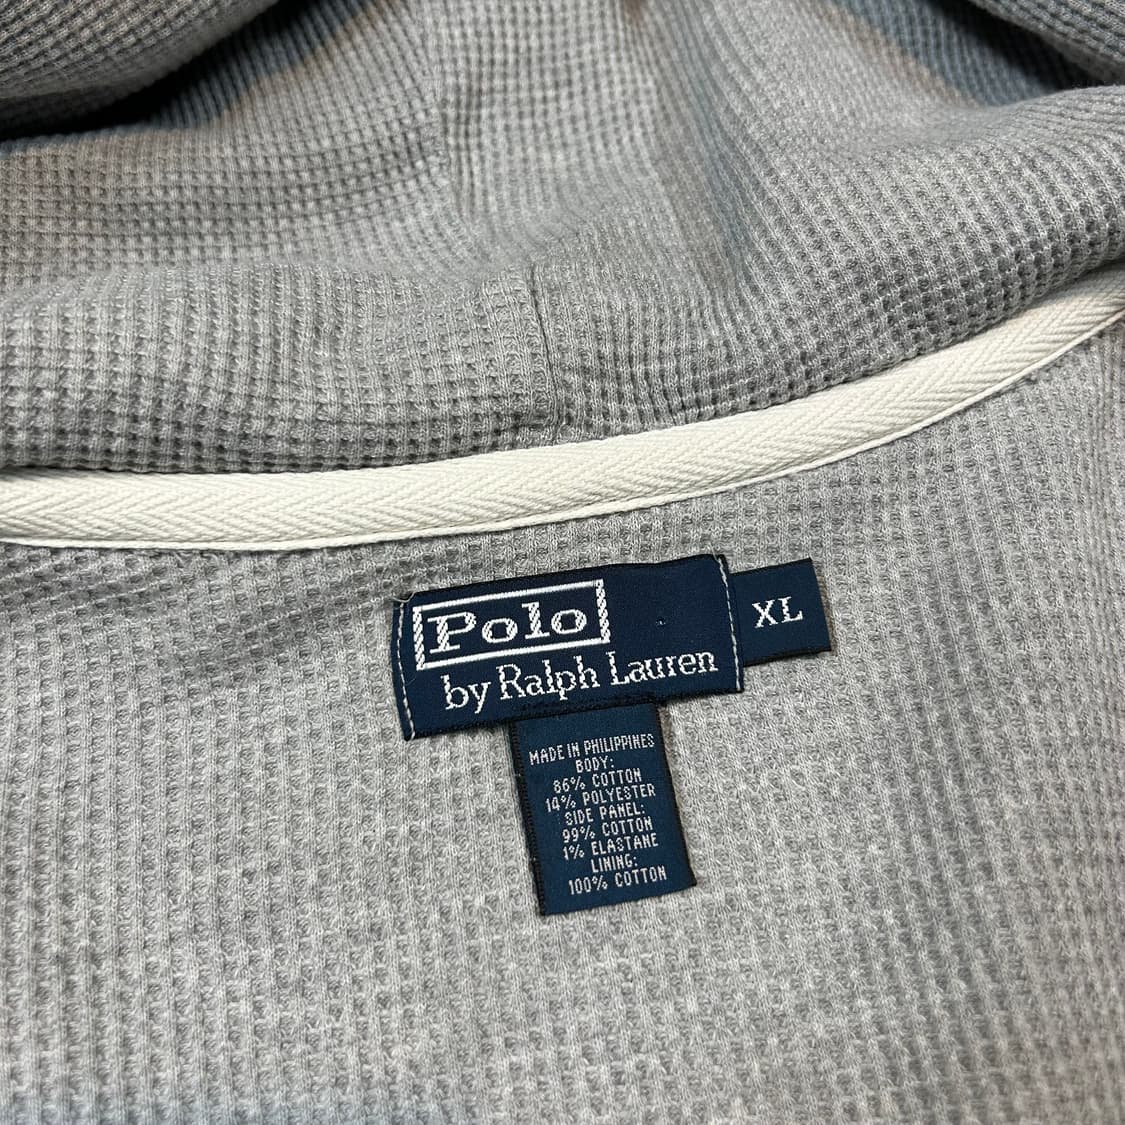 Polo
by Ralph Lauren
XL
MADE IN PHILIPPINES
BODY:
86% COTTON
14% POLYESTER
SIDE PANEL:
99% COTTON
1% ELASTANE
LINING:
100% COTTON